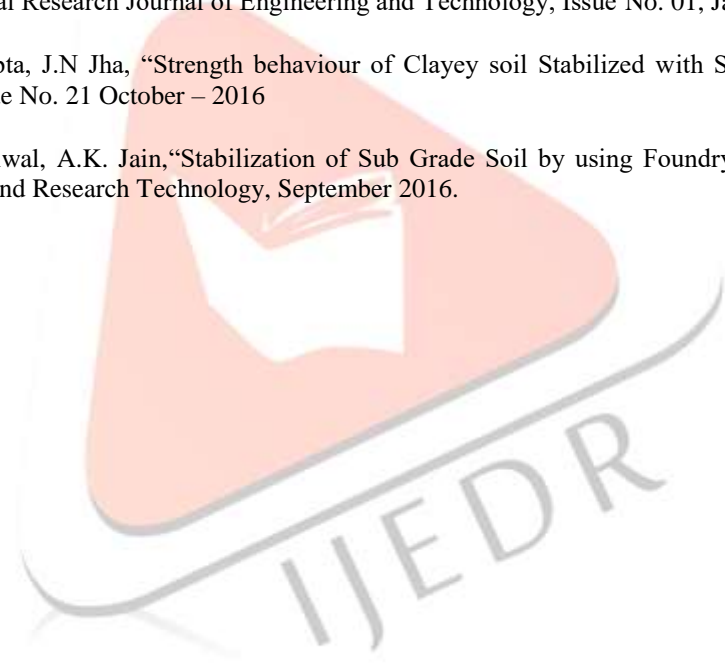 al Research Journal of Engineering and Technology, Issue No. 01, Ja
pta, J.N Jha, “Strength behaviour of Clayey soil Stabilized with S
e No. 21 October – 2016
wal, A.K. Jain,“Stabilization of Sub Grade Soil by using Foundry
nd Research Technology, September 2016.
IJEDR